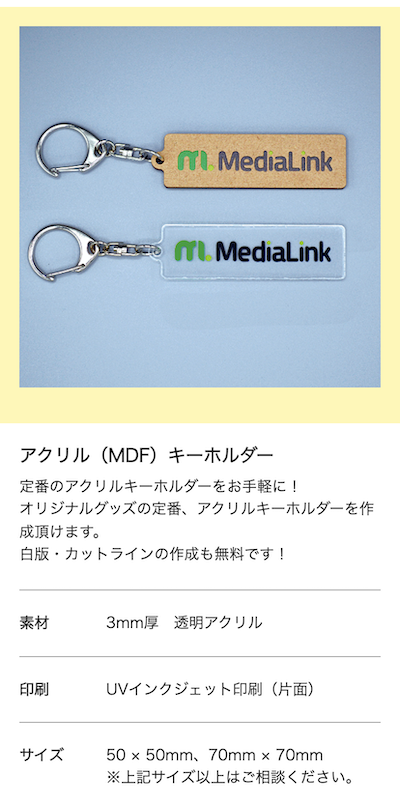 m. MediaLink
m. MediaLink
アクリル（MDF）キーホルダー
定番のアクリルキーホルダーをお手軽に！
オリジナルグッズの定番、アクリルキーホルダーを作
成頂けます。
白版・カットラインの作成も無料です！
素材 3mm厚　透明アクリル
印刷 UVインクジェット印刷（片面）
サイズ 50 × 50mm、70mm × 70mm
※上記サイズ以上はご相談ください。